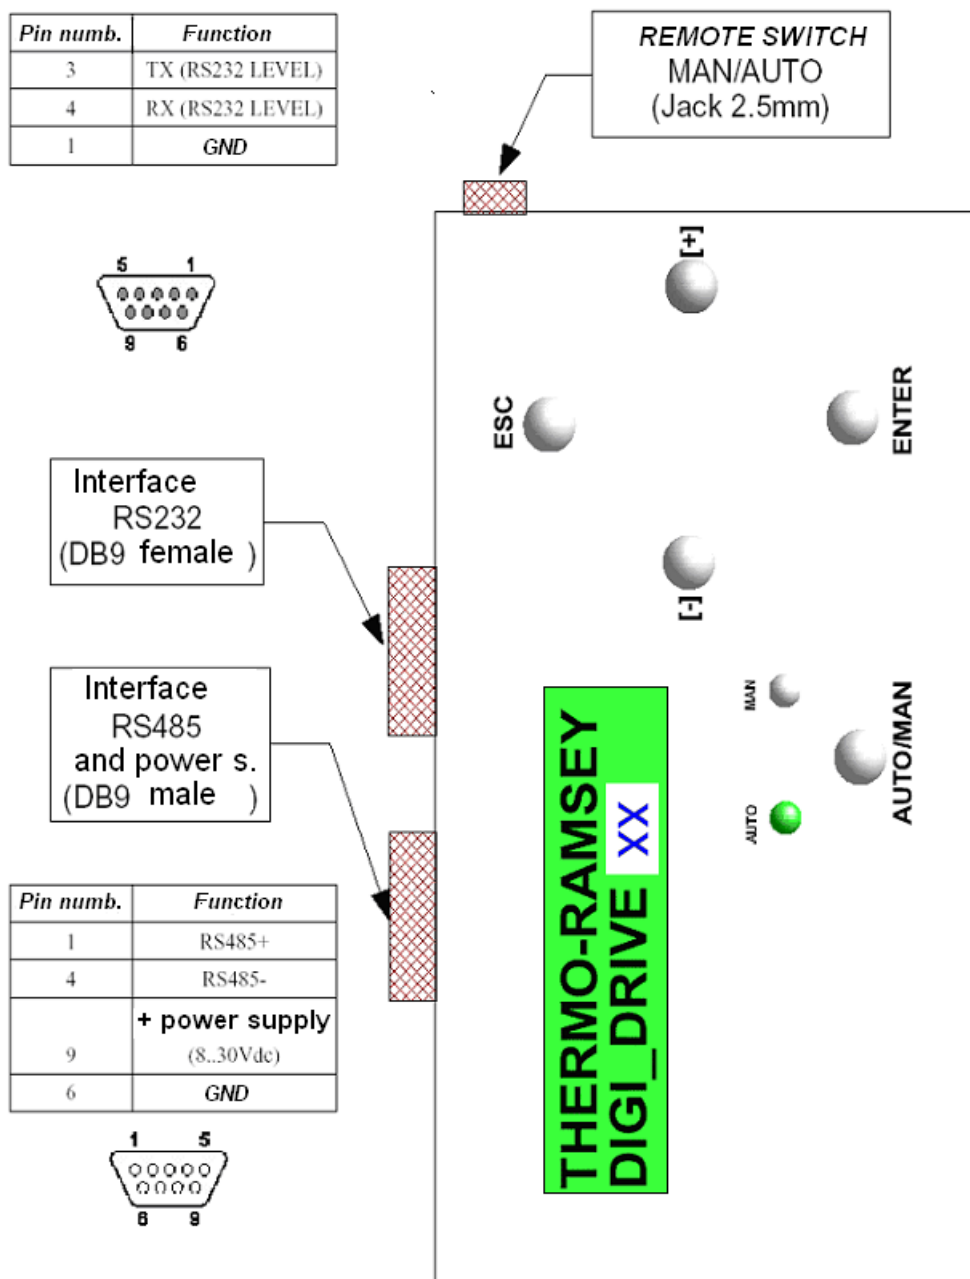 Pin numb. Function
3 TX (RS232 LEVEL)
4 RX (RS232 LEVEL)
1 GND
REMOTE SWITCH
MAN/AUTO
(Jack 2.5mm)
5 1
9 6
[+]
ESC
ENTER
[-]
Interface
RS232
(DB9 female )
Interface
RS485
and power s.
(DB9 male )
MAN
AUTO
AUTO/MAN
THERMO-RAMSEY
DIGI_DRIVE XX
Pin numb. Function
1 RS485+
4 RS485-
+ power supply
9 (8..30Vdc)
6 GND
1 5
6 9